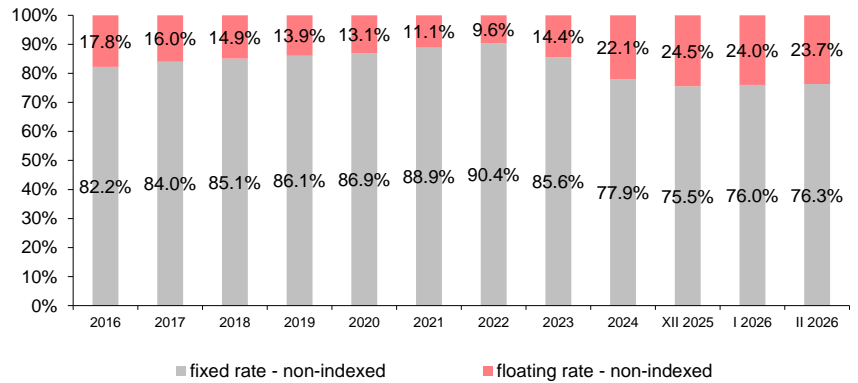 100%
90%
80%
70%
60%
50%
40%
30%
20%
10%
0%
17.8% 16.0% 14.9% 13.9% 13.1% 11.1% 9.6% 14.4% 22.1% 24.5% 24.0% 23.7%
82.2% 84.0% 85.1% 86.1% 86.9% 88.9% 90.4% 85.6% 77.9% 75.5% 76.0% 76.3%
2016 2017 2018 2019 2020 2021 2022 2023 2024 XII 2025 I 2026 II 2026
fixed rate - non-indexed floating rate - non-indexed